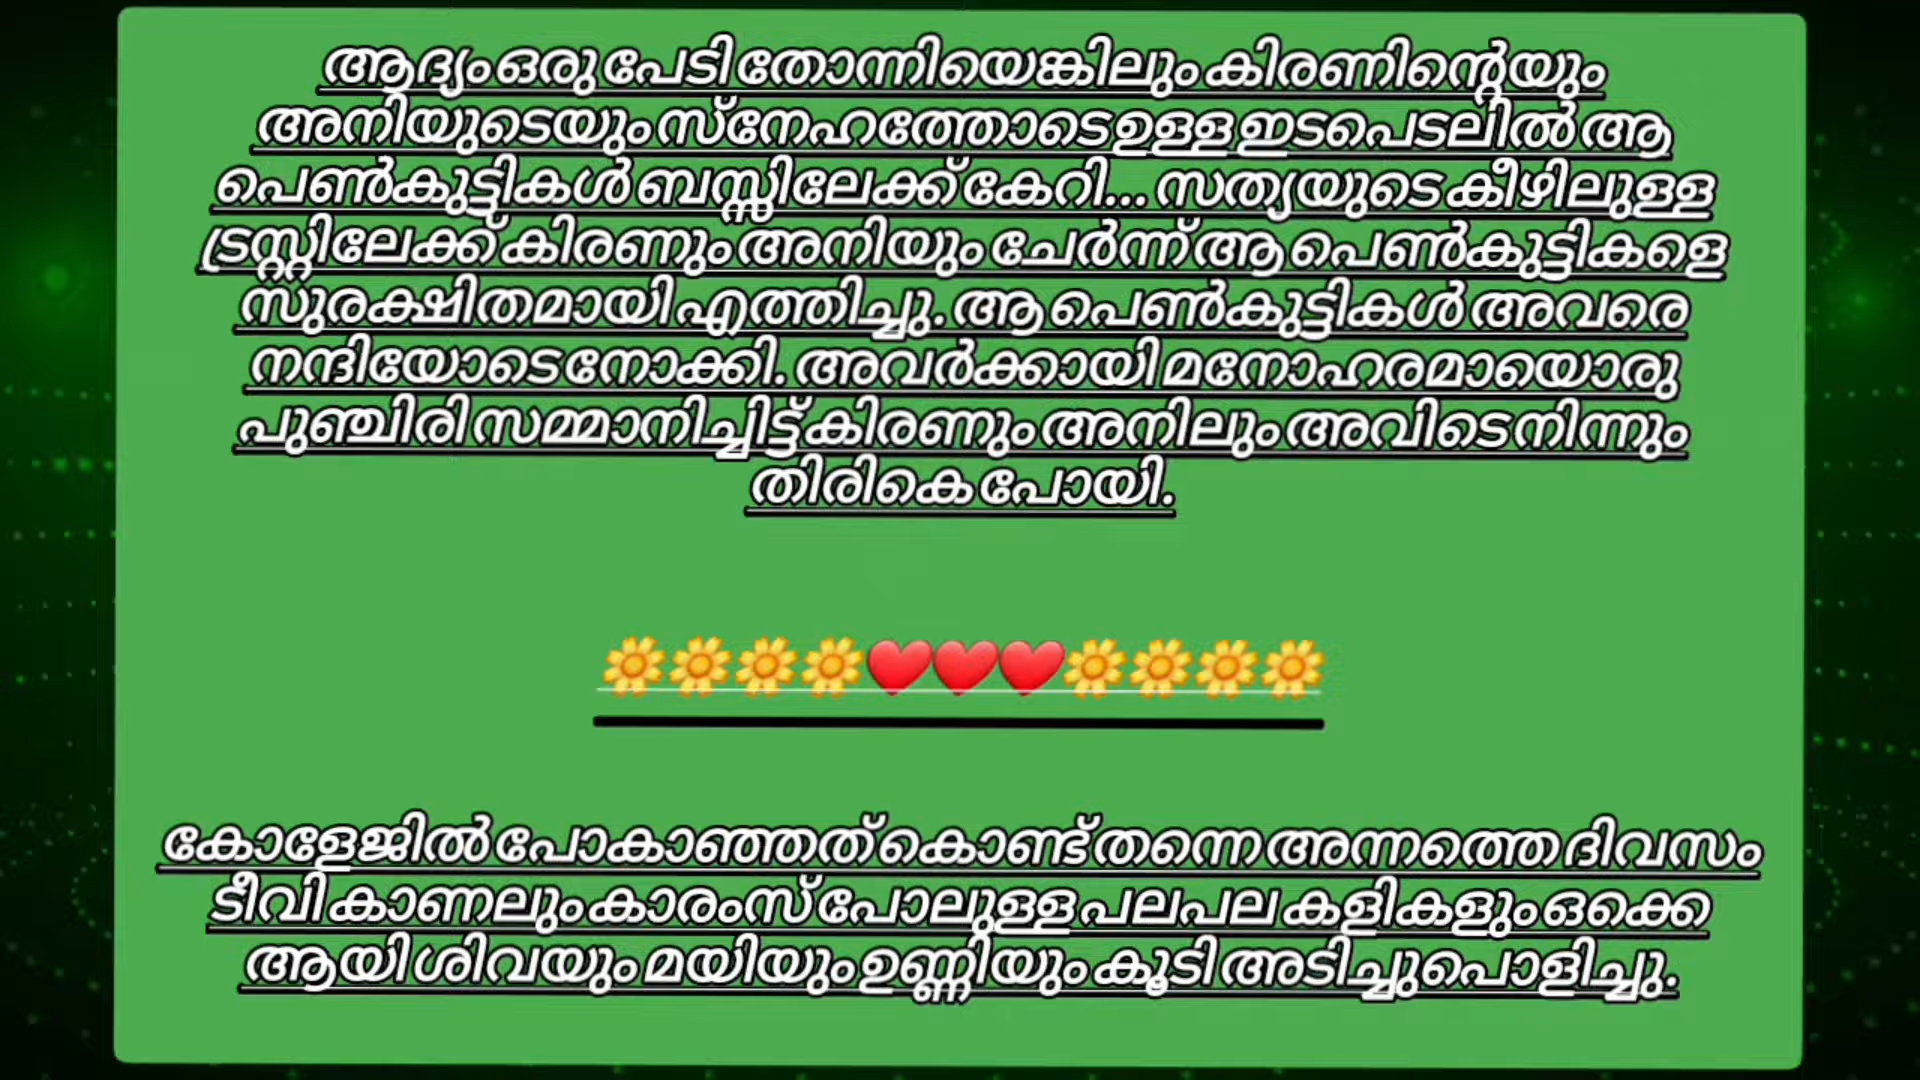 ആദ്യം ഒരു പേടി തോന്നിയെങ്കിലും കിരണിന്റെയും
അനിയുടെയും സ്നേഹത്തോടെ ഉള്ള ഇടപെടലിൽ ആ
പെൺകുട്ടികൾ ബസ്സിലേക്ക് കേറി... സത്യയുടെ കീഴിലുള്ള
ട്രസ്റ്റിലേക്ക് കിരണും അനിയും ചേർന്ന് ആ പെൺകുട്ടികളെ
സുരക്ഷിതമായി എത്തിച്ചു. ആ പെൺകുട്ടികൾ അവരെ
നന്ദിയോടെ നോക്കി. അവർക്കായി മനോഹരമായൊരു
പുഞ്ചിരി സമ്മാനിച്ചിട്ട് കിരണും അനിലും അവിടെ നിന്നും
തിരികെ പോയി.
🌼🌼🌼🌼❤️❤️❤️🌼🌼🌼🌼
കോളേജിൽ പോകാഞ്ഞത് കൊണ്ട് തന്നെ അന്നത്തെ ദിവസം
ടീവി കാണലും കാരംസ് പോലുള്ള പല പല കളികളും ഒക്കെ
ആയി ശിവയും മയിയും ഉണ്ണിയും കൂടി അടിച്ചുപൊളിച്ചു.